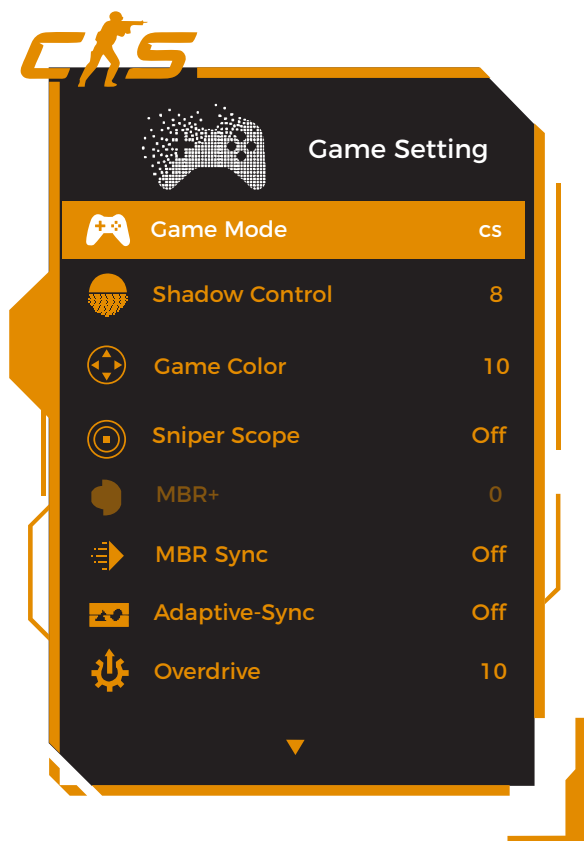 CS
Game Setting
Game Mode cs
Shadow Control 8
Game Color 10
Sniper Scope Off
MBR+ 0
MBR Sync Off
Adaptive-Sync Off
Overdrive 10